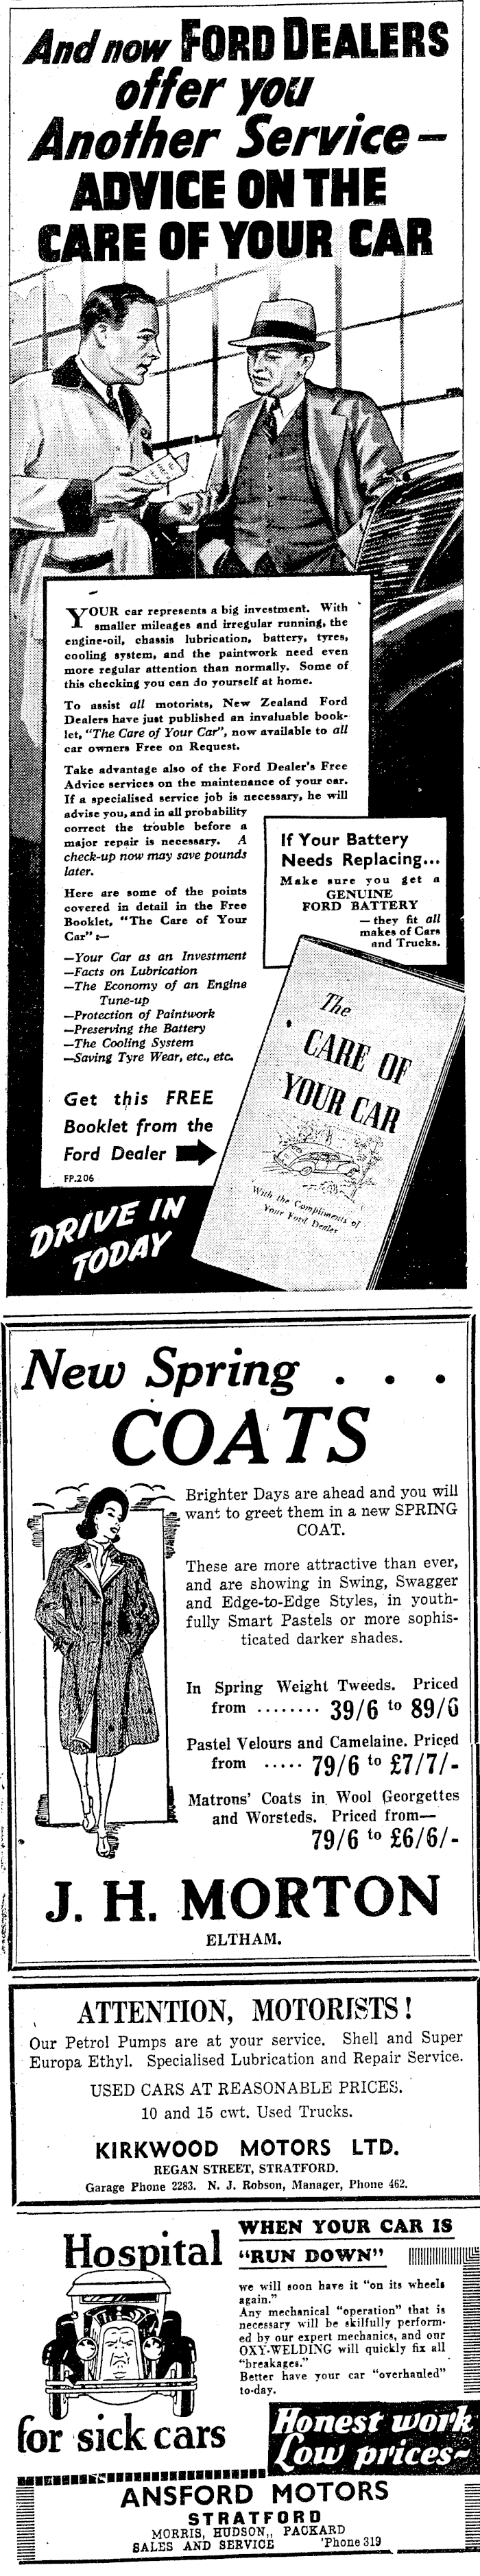 And now FORD DEALERS
offer you
Another Service—
ADVICE ON THE
CARE OF YOUR CAR
YOUR car represents a big investment. With
smaller mileages and irregular running, the
engine-oil, chassis lubrication, battery, tyres,
cooling system, and the paintwork need even
more regular attention than normally. Some of
this checking you can do yourself at home.
To assist all motorists, New Zealand Ford
Dealers have just published an invaluable book-
let, "The Care of Your Car", now available to all
car owners Free on Request.
Take advantage also of the Ford Dealer's Free
Advice services on the maintenance of your car.
If a specialised service job is necessary, he will
advise you, and in all probability
correct the trouble before a
major repair is necessary. A
check-up now may save pounds
later.
Here are some of the points
covered in detail in the Free
Booklet, "The Care of Your
Car" :—
—Your Car as an Investment
—Facts on Lubrication
—The Economy of an Engine
Tune-up
—Protection of Paintwork
—Preserving the Battery
—The Cooling System
—Saving Tyre Wear, etc., etc.
Get this FREE
Booklet from the
Ford Dealer
FP.206
If Your Battery
Needs Replacing...
Make sure you get a
GENUINE
FORD BATTERY
— they fit all
makes of Cars
and Trucks.
The
CARE OF
YOUR CAR
With the Compliments of
Your Ford Dealer
DRIVE IN
TODAY
New Spring . . .
COATS
Brighter Days are ahead and you will
want to greet them in a new SPRING
COAT.
These are more attractive than ever,
and are showing in Swing, Swagger
and Edge-to-Edge Styles, in youth-
fully Smart Pastels or more sophis-
ticated darker shades.
In Spring Weight Tweeds. Priced
from ........ 39/6 to 89/6
Pastel Velours and Camelaine. Priced
from ..... 79/6 to £7/7/-
Matrons' Coats in Wool Georgettes
and Worsteds. Priced from—
79/6 to £6/6/-
J. H. MORTON
ELTHAM.
ATTENTION, MOTORISTS!
Our Petrol Pumps are at your service. Shell and Super
Europa Ethyl. Specialised Lubrication and Repair Service.
USED CARS AT REASONABLE PRICES.
10 and 15 cwt. Used Trucks.
KIRKWOOD MOTORS LTD.
REGAN STREET, STRATFORD.
Garage Phone 2283. N. J. Robson, Manager, Phone 462.
Hospital
for sick cars
WHEN YOUR CAR IS
"RUN DOWN"
we will soon have it "on its wheels
again."
Any mechanical "operation" that is
necessary will be skilfully perform-
ed by our expert mechanics, and our
OXY-WELDING will quickly fix all
"breakages."
Better have your car "overhauled"
to-day.
Honest work
Low prices~
ANSFORD MOTORS
STRATFORD
MORRIS, HUDSON,, PACKARD
SALES AND SERVICE 'Phone 319